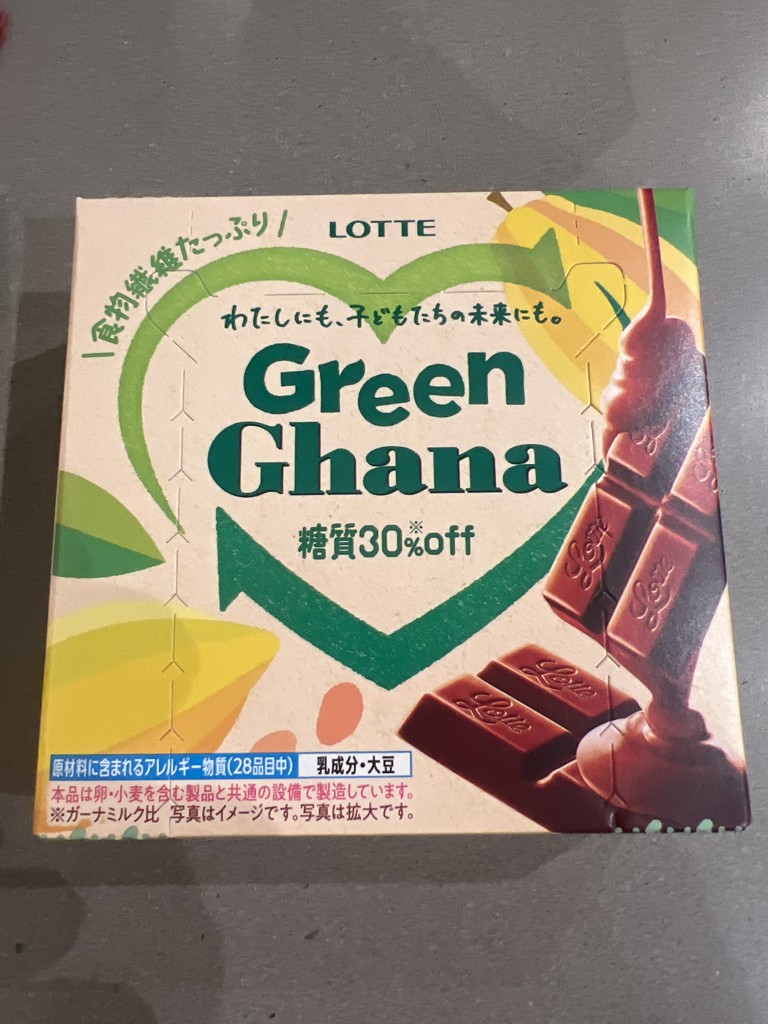 LOTTE
食物繊維たっぷり
わたしにも、子どもたちの未来にも。
Green
Ghana
糖質30%※off
Lotte
Lotte
Lotte
Lotte
原材料に含まれるアレルギー物質(28品目中) 乳成分・大豆
本品は卵・小麦を含む製品と共通の設備で製造しています。
※ガーナミルク比 写真はイメージです。写真は拡大です。